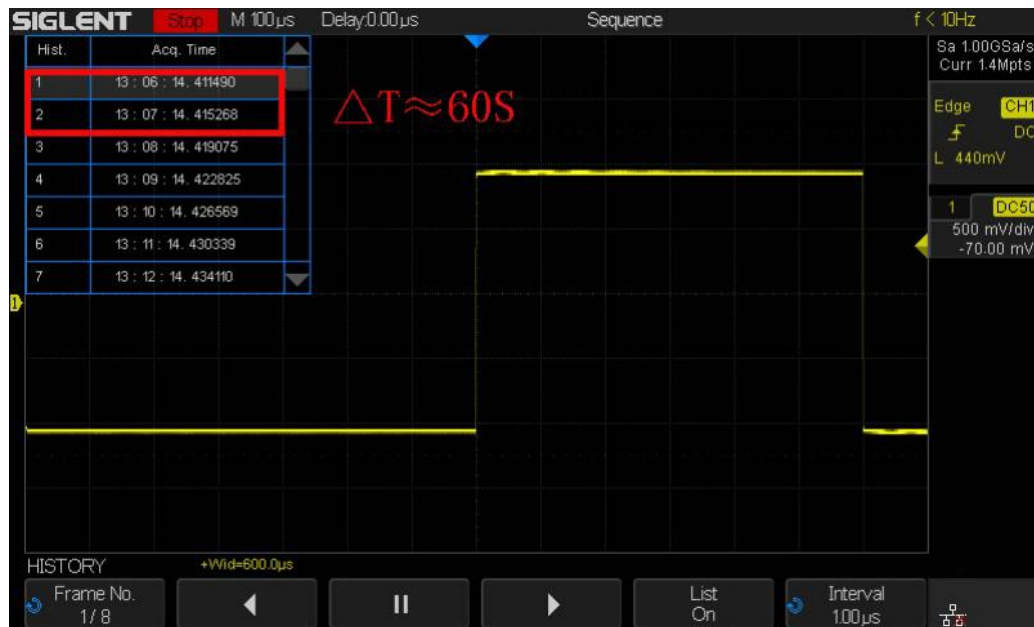 SIGLENT Stop M 100µs Delay:0.00µs Sequence f < 10Hz
Sa 1.00GSa/s
Curr 1.4Mpts
Hist. Acq. Time
1 13 : 06 : 14. 411490
2 13 : 07 : 14. 415268
3 13 : 08 : 14. 419075
4 13 : 09 : 14. 422825
5 13 : 10 : 14. 426569
6 13 : 11 : 14. 430339
7 13 : 12 : 14. 434110
△T≈60S
Edge CH1
DC
L 440mV
1 DC50
500 mV/div
-70.00 mV
1
HISTORY +Wid=600.0µs
Frame No.
1/ 8
List
On
Interval
1.00µs